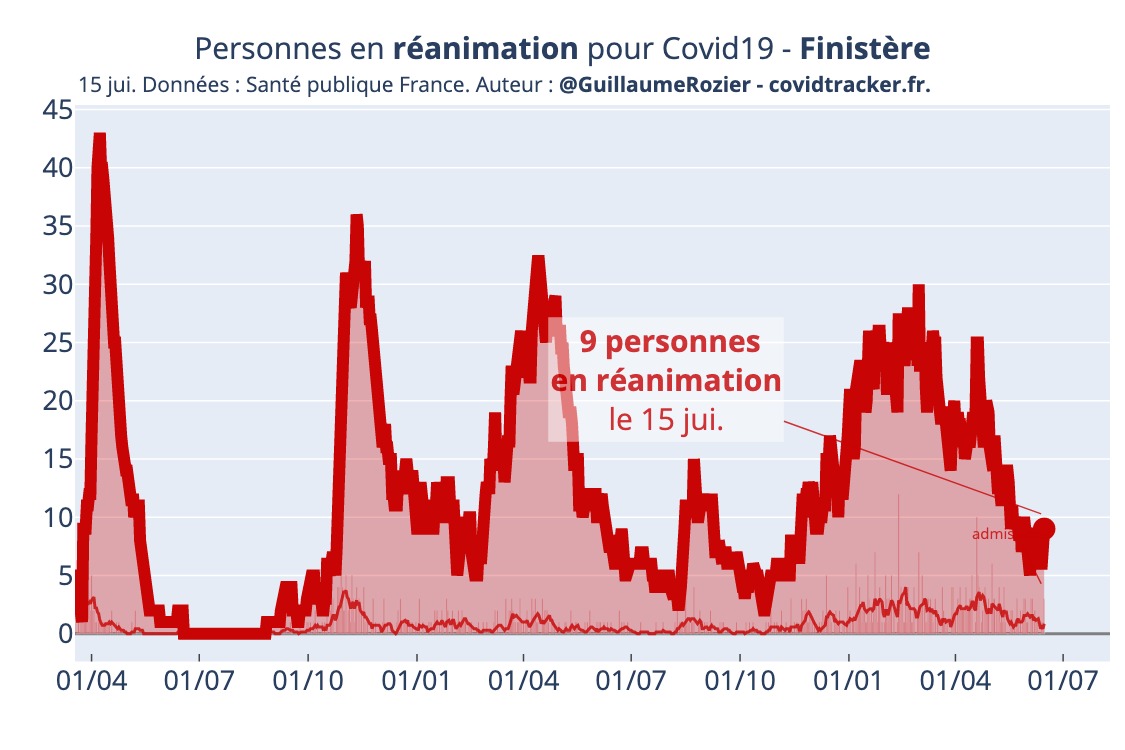 Personnes en réanimation pour Covid19 - Finistère
15 jui. Données : Santé publique France. Auteur : @GuillaumeRozier - covidtracker.fr.
45
40
35
30
25
20
15
10
5
0
9 personnes
en réanimation
le 15 jui.
admis
01/04 01/07 01/10 01/01 01/04 01/07 01/10 01/01 01/04 01/07